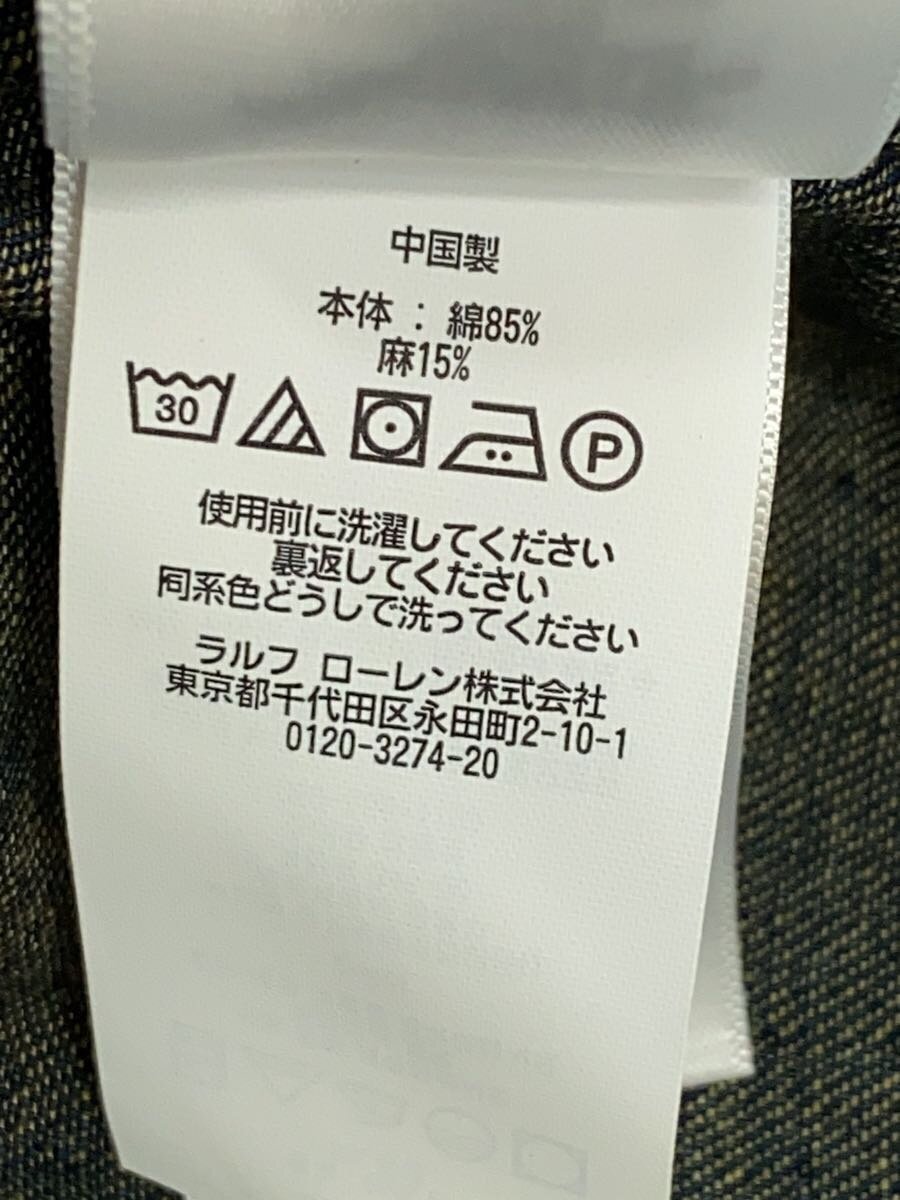 中国製
本体 : 綿85%
麻15%
30
P
使用前に洗濯してください
裏返してください
同系色どうしで洗ってください
ラルフ ローレン株式会社
東京都千代田区永田町2-10-1
0120-3274-20